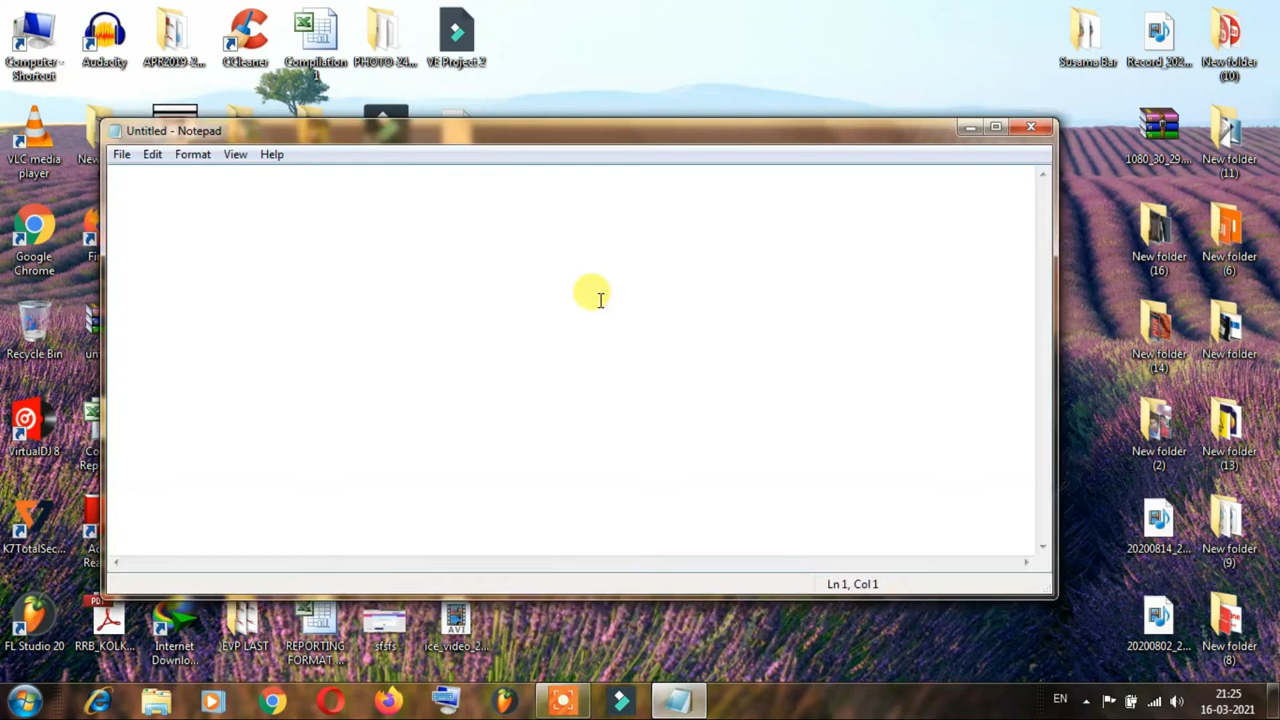 Computer - Shortcut
Audacity
APR2019-2...
CCleaner
Compilation 1
PHOTO-24...
VE Project 2
Susama Bar
Record_202...
New folder (10)
Untitled - Notepad
File Edit Format View Help
VLC media player
1080_30_29....
New folder (11)
Google Chrome
New folder (16)
New folder (6)
Recycle Bin
New folder (14)
New folder
VirtualDJ 8
New folder (2)
New folder (13)
K7TotalSec...
20200814_2...
New folder (9)
Ln 1, Col 1
FL Studio 20
PDF
RRB_KOLK...
Internet Downlo...
EVP LAST
REPORTING FORMAT ...
sfsfs
AVI
ice_video_2...
20200802_2...
New folder (8)
EN
21:25
16-03-2021